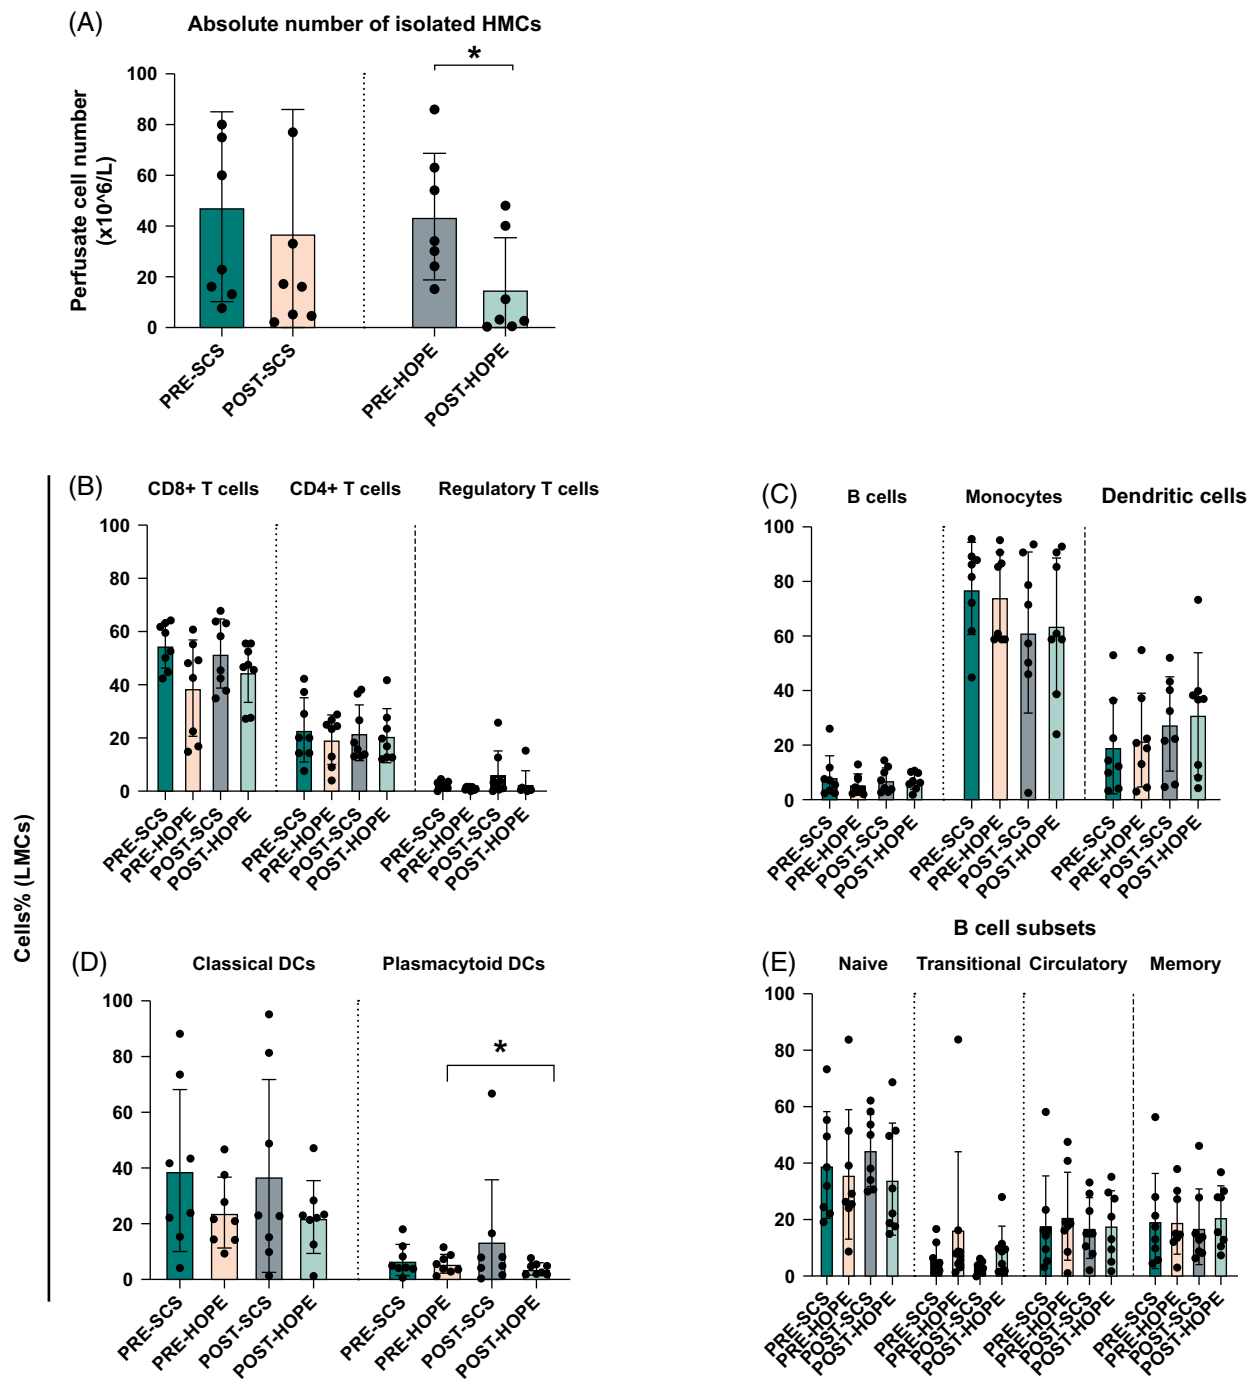 (A)
Absolute number of isolated HMCs
*
Perfusate cell number
(x10^6/L)
100
80
60
40
20
0
PRE-SCS
POST-SCS
PRE-HOPE
POST-HOPE
Cells% (LMCs)
(B)
CD8+ T cells
CD4+ T cells
Regulatory T cells
100
80
60
40
20
0
PRE-SCS
PRE-HOPE
POST-SCS
POST-HOPE
PRE-SCS
PRE-HOPE
POST-SCS
POST-HOPE
PRE-SCS
PRE-HOPE
POST-SCS
POST-HOPE
(C)
B cells
Monocytes
Dendritic cells
100
80
60
40
20
0
PRE-SCS
PRE-HOPE
POST-SCS
POST-HOPE
PRE-SCS
PRE-HOPE
POST-SCS
POST-HOPE
PRE-SCS
PRE-HOPE
POST-SCS
POST-HOPE
(D)
Classical DCs
Plasmacytoid DCs
*
100
80
60
40
20
0
PRE-SCS
PRE-HOPE
POST-SCS
POST-HOPE
PRE-SCS
PRE-HOPE
POST-SCS
POST-HOPE
B cell subsets
(E)
Naive
Transitional
Circulatory
Memory
100
80
60
40
20
0
PRE-SCS
PRE-HOPE
POST-SCS
POST-HOPE
PRE-SCS
PRE-HOPE
POST-SCS
POST-HOPE
PRE-SCS
PRE-HOPE
POST-SCS
POST-HOPE
PRE-SCS
PRE-HOPE
POST-SCS
POST-HOPE